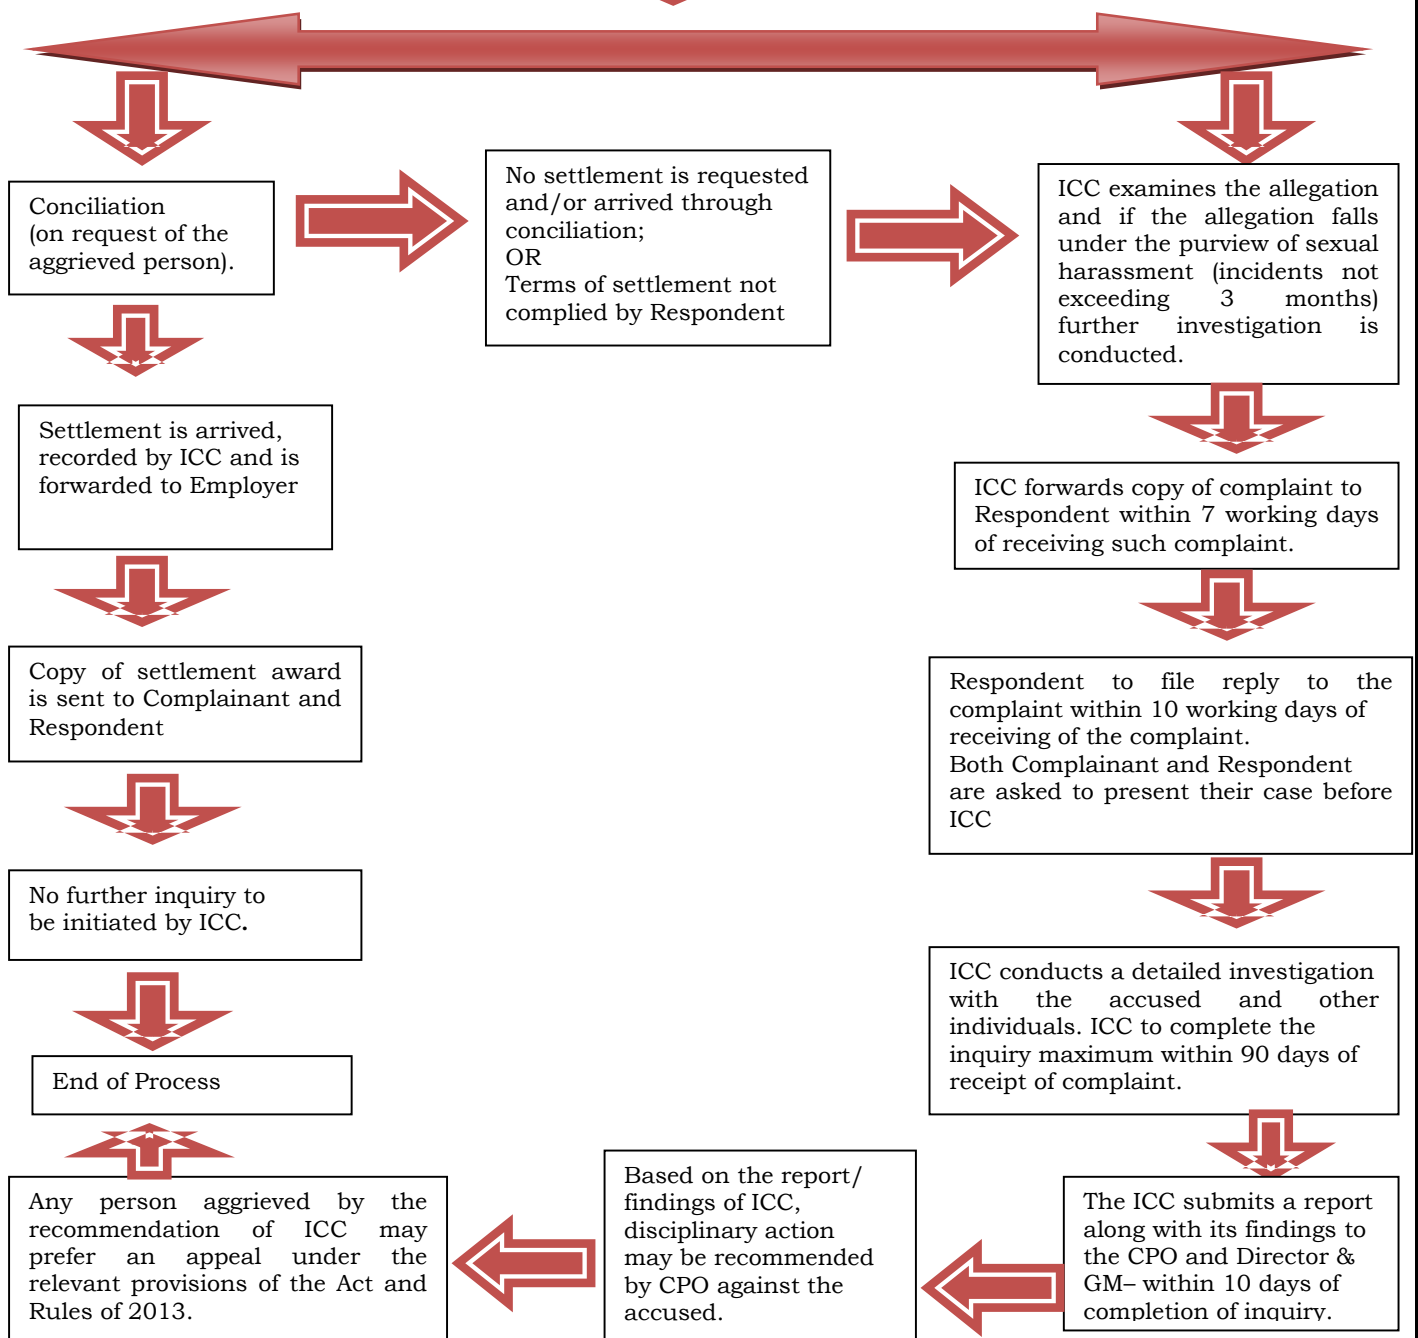 Conciliation
(on request of the
aggrieved person).
No settlement is requested
and/or arrived through
conciliation;
OR
Terms of settlement not
complied by Respondent
ICC examines the allegation
and if the allegation falls
under the purview of sexual
harassment (incidents not
exceeding 3 months)
further investigation is
conducted.
Settlement is arrived,
recorded by ICC and is
forwarded to Employer
ICC forwards copy of complaint to
Respondent within 7 working days
of receiving such complaint.
Copy of settlement award
is sent to Complainant and
Respondent
Respondent to file reply to the
complaint within 10 working days of
receiving of the complaint.
Both Complainant and Respondent
are asked to present their case before
ICC
No further inquiry to
be initiated by ICC.
ICC conducts a detailed investigation
with the accused and other
individuals. ICC to complete the
inquiry maximum within 90 days of
receipt of complaint.
End of Process
Any person aggrieved by the
recommendation of ICC may
prefer an appeal under the
relevant provisions of the Act and
Rules of 2013.
Based on the report/
findings of ICC,
disciplinary action
may be recommended
by CPO against the
accused.
The ICC submits a report
along with its findings to
the CPO and Director &
GM– within 10 days of
completion of inquiry.